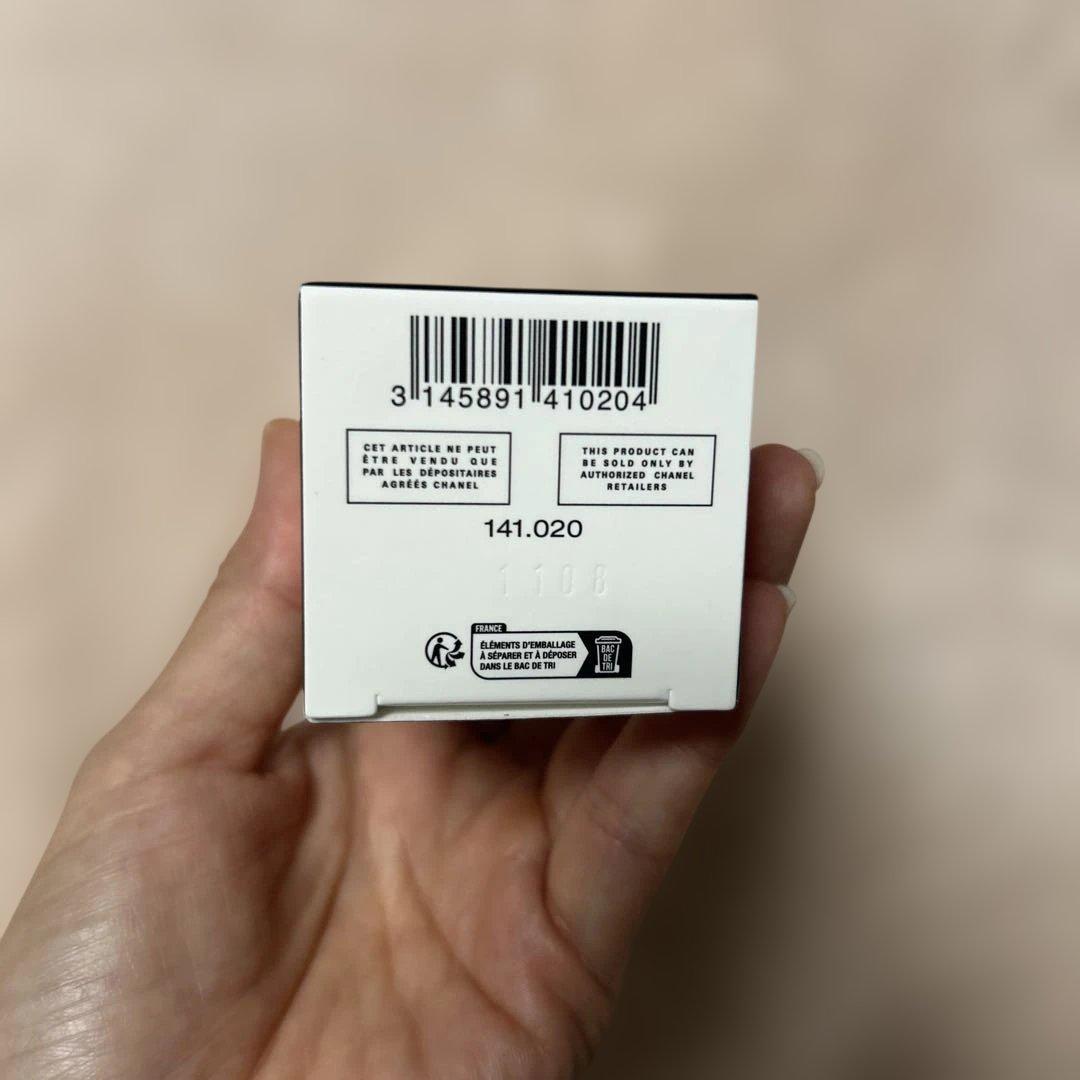 3 145891 410204
CET ARTICLE NE PEUT
ÊTRE VENDU QUE
PAR LES DÉPOSITAIRES
AGRÉÉS CHANEL
THIS PRODUCT CAN
BE SOLD ONLY BY
AUTHORIZED CHANEL
RETAILERS
141.020
1108
FRANCE
ÉLÉMENTS D'EMBALLAGE
À SÉPARER ET À DÉPOSER
DANS LE BAC DE TRI
BAC
DE
TRI